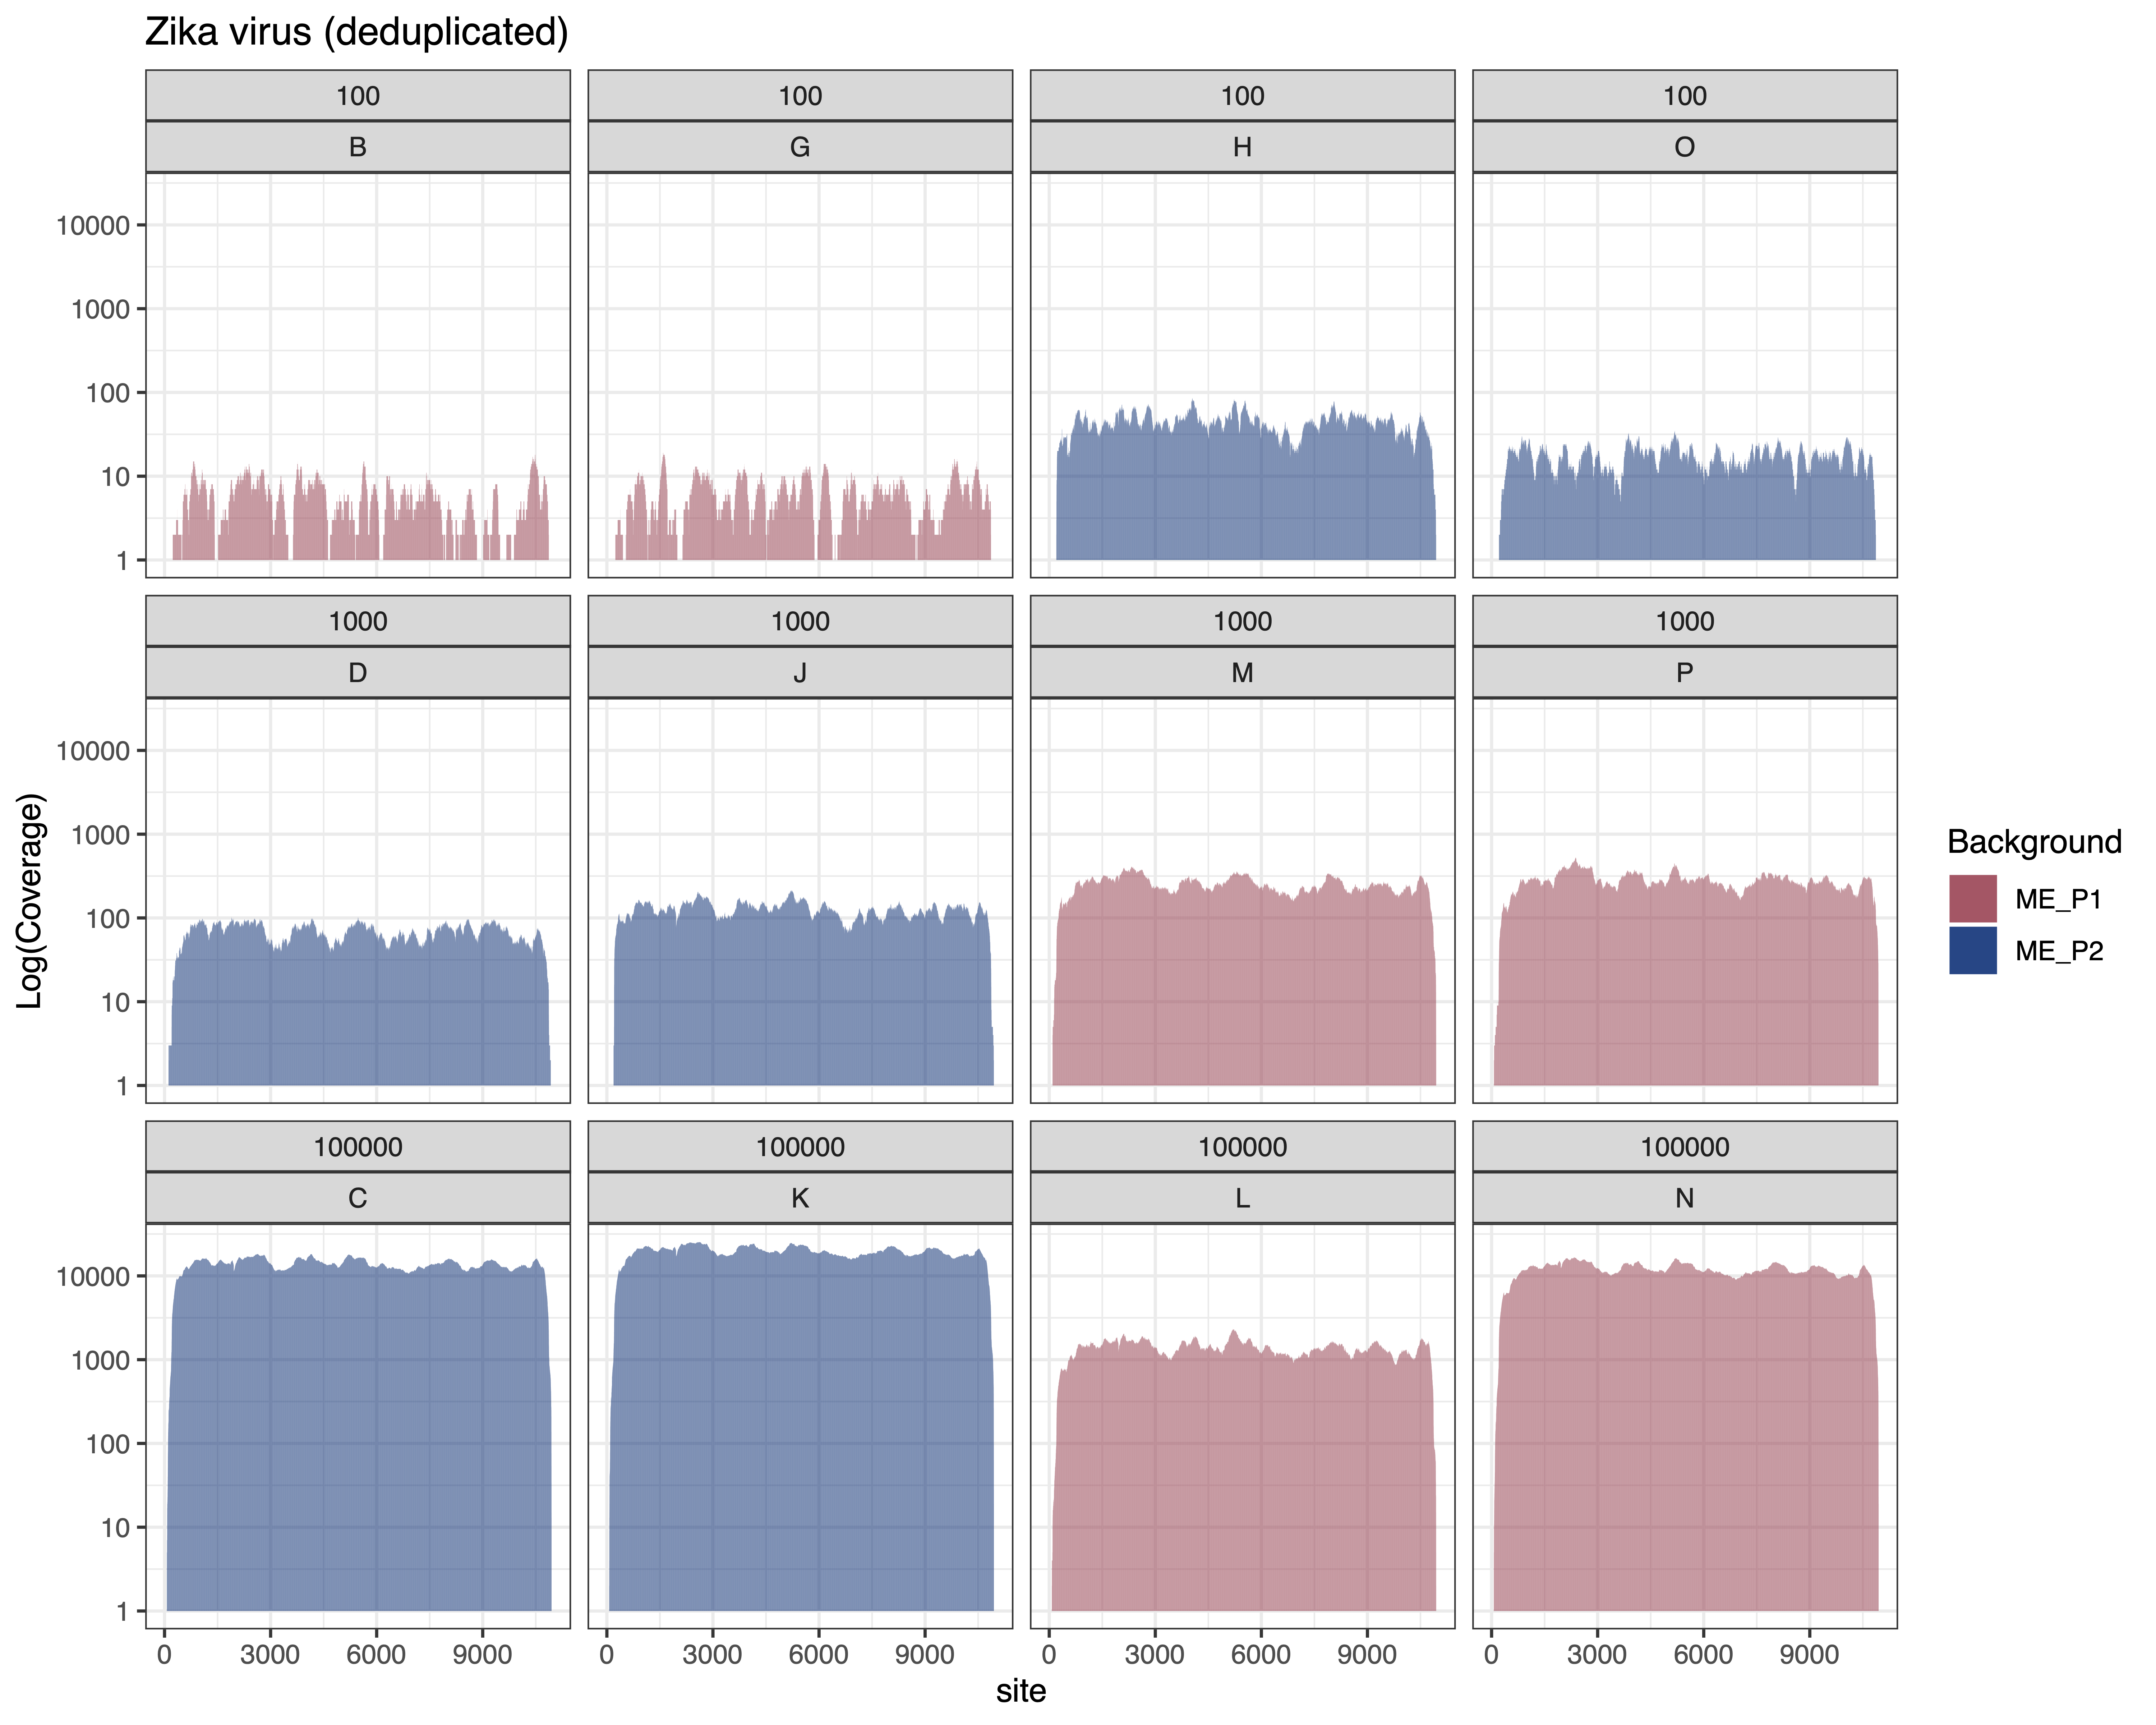 Zika virus (deduplicated)
100 100 100 100
B G H O
10000
1000
100
10
1
1000 1000 1000 1000
D J M P
10000
1000
100
10
1
100000 100000 100000 100000
C K L N
10000
1000
100
10
1
0 3000 6000 9000 0 3000 6000 9000 0 3000 6000 9000 0 3000 6000 9000
site
Log(Coverage)
Background
ME_P1
ME_P2